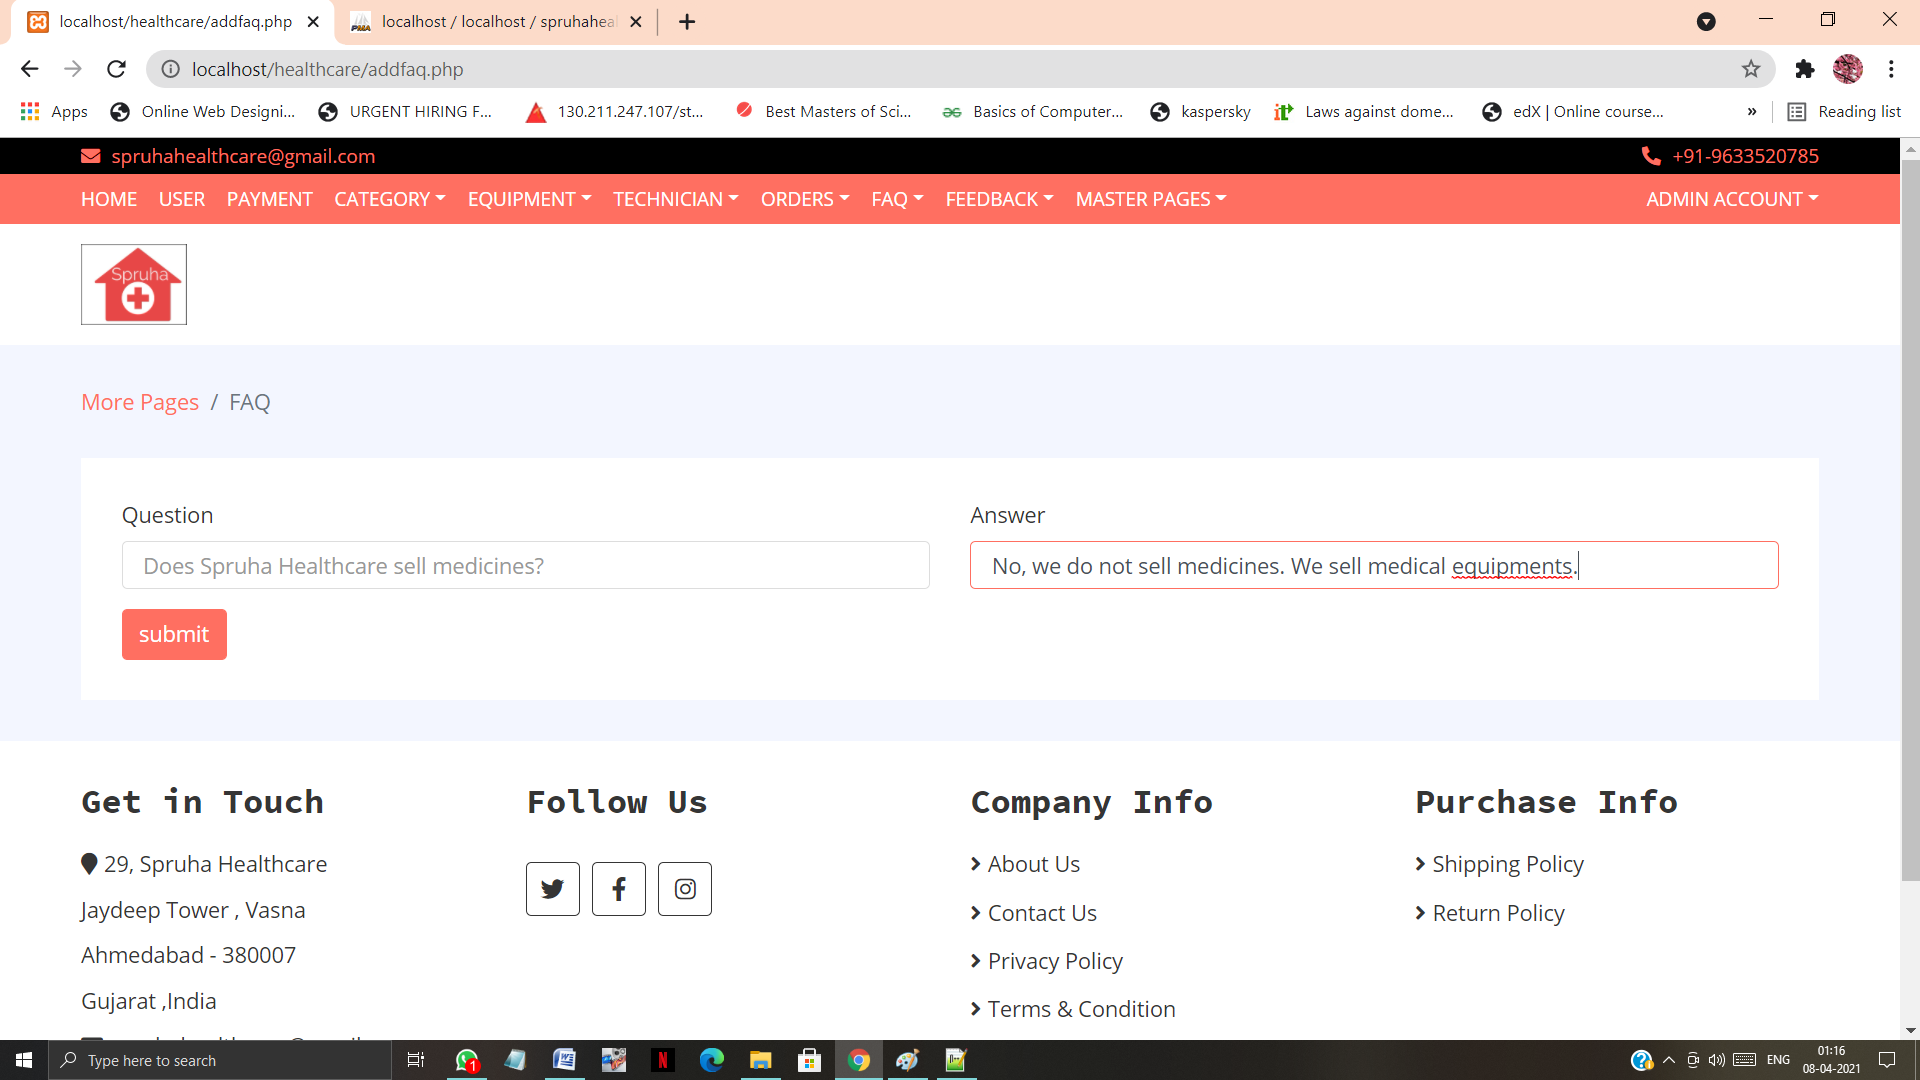 localhost/healthcare/addfaq.php
localhost / localhost / spruhaheal
localhost/healthcare/addfaq.php
Apps
Online Web Designi...
URGENT HIRING F...
130.211.247.107/st...
Best Masters of Sci...
Basics of Computer...
kaspersky
Laws against dome...
edX | Online course...
»
Reading list
spruhahealthcare@gmail.com
+91-9633520785
HOME USER PAYMENT CATEGORY EQUIPMENT TECHNICIAN ORDERS FAQ FEEDBACK MASTER PAGES ADMIN ACCOUNT
Spruha
More Pages / FAQ
Question
Answer
Does Spruha Healthcare sell medicines?
No, we do not sell medicines. We sell medical equipments.
submit
Get in Touch
29, Spruha Healthcare
Jaydeep Tower , Vasna
Ahmedabad - 380007
Gujarat ,India
Follow Us
Company Info
About Us
Contact Us
Privacy Policy
Terms & Condition
Purchase Info
Shipping Policy
Return Policy
Type here to search
1
ENG
01:16
08-04-2021